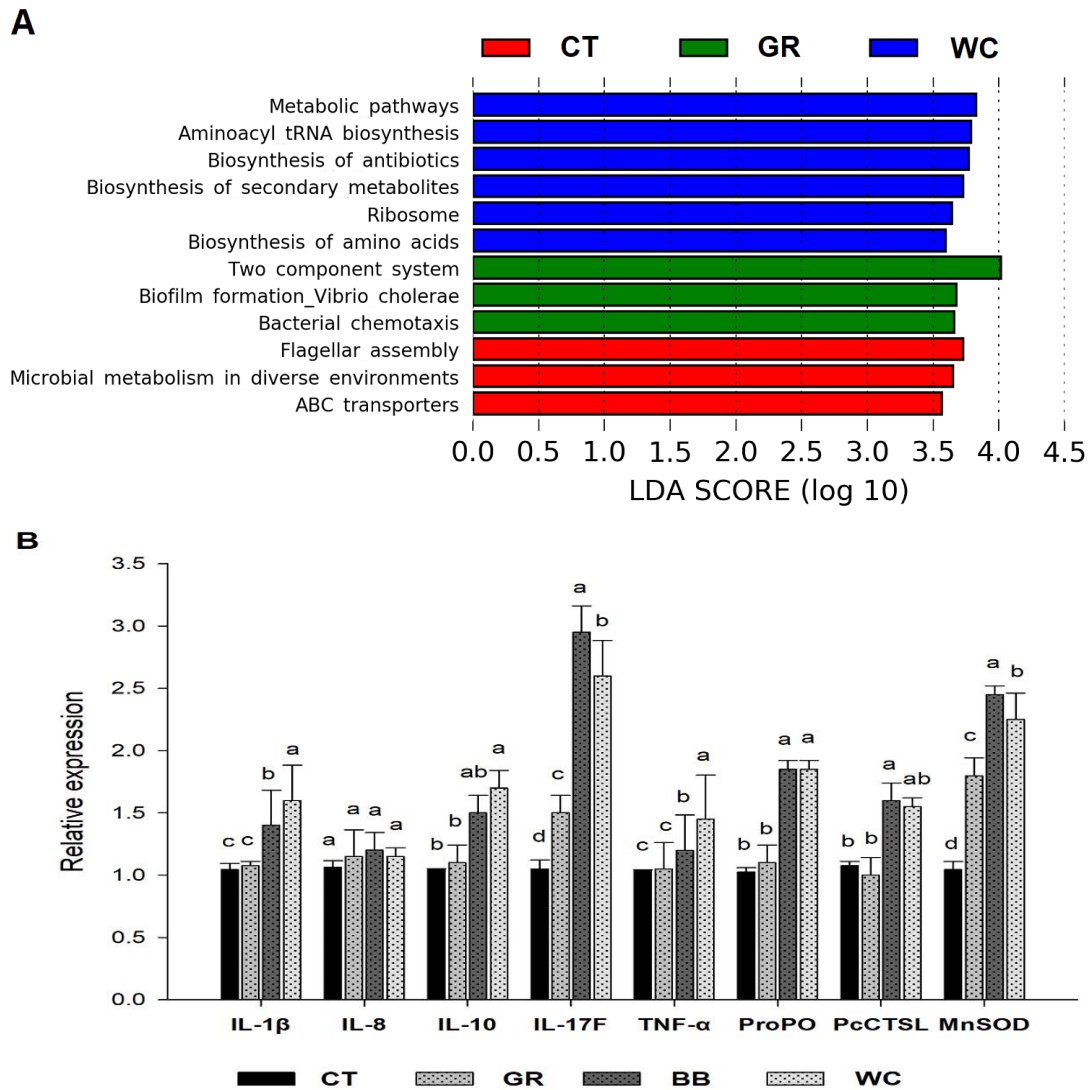 A
CT GR WC
Metabolic pathways
Aminoacyl tRNA biosynthesis
Biosynthesis of antibiotics
Biosynthesis of secondary metabolites
Ribosome
Biosynthesis of amino acids
Two component system
Biofilm formation_Vibrio cholerae
Bacterial chemotaxis
Flagellar assembly
Microbial metabolism in diverse environments
ABC transporters
0.0 0.5 1.0 1.5 2.0 2.5 3.0 3.5 4.0 4.5
LDA SCORE (log 10)
B
Relative expression
3.5
3.0
2.5
2.0
1.5
1.0
0.5
0.0
c c b a
a a a a
b b ab a
d c a b
c c b a
b b a a
b b a ab
d c a b
IL-1β IL-8 IL-10 IL-17F TNF-α ProPO PcCTSL MnSOD
CT GR BB WC